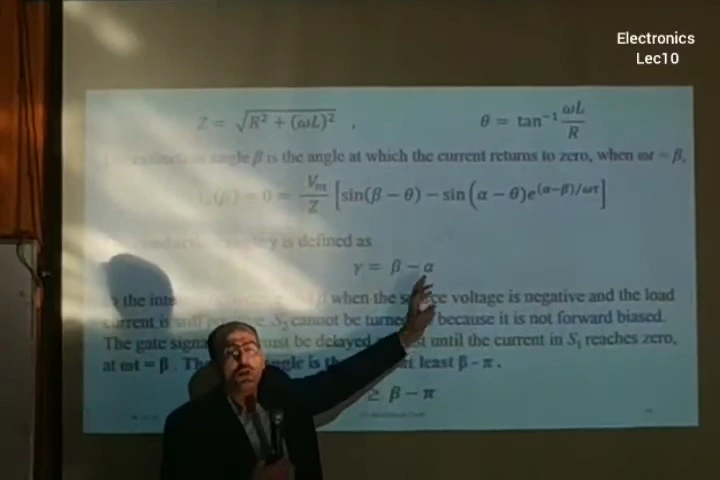 Electronics
Lec10
Z = √R² + (ωL)² , θ = tan⁻¹ ωL/R
angle β is the angle at which the current returns to zero, when ωt = β,
(β) = 0 = Vm/Z [sin(β − θ) − sin(α − θ)e^(α−β)/ωτ]
γ is defined as
γ = β − α
the β when the source voltage is negative and the load
current is still S₂ cannot be turned because it is not forward biased.
The gate signal must be delayed until the current in S₁ reaches zero,
at ωt = β. The angle is at least β − π.
≥ β − π